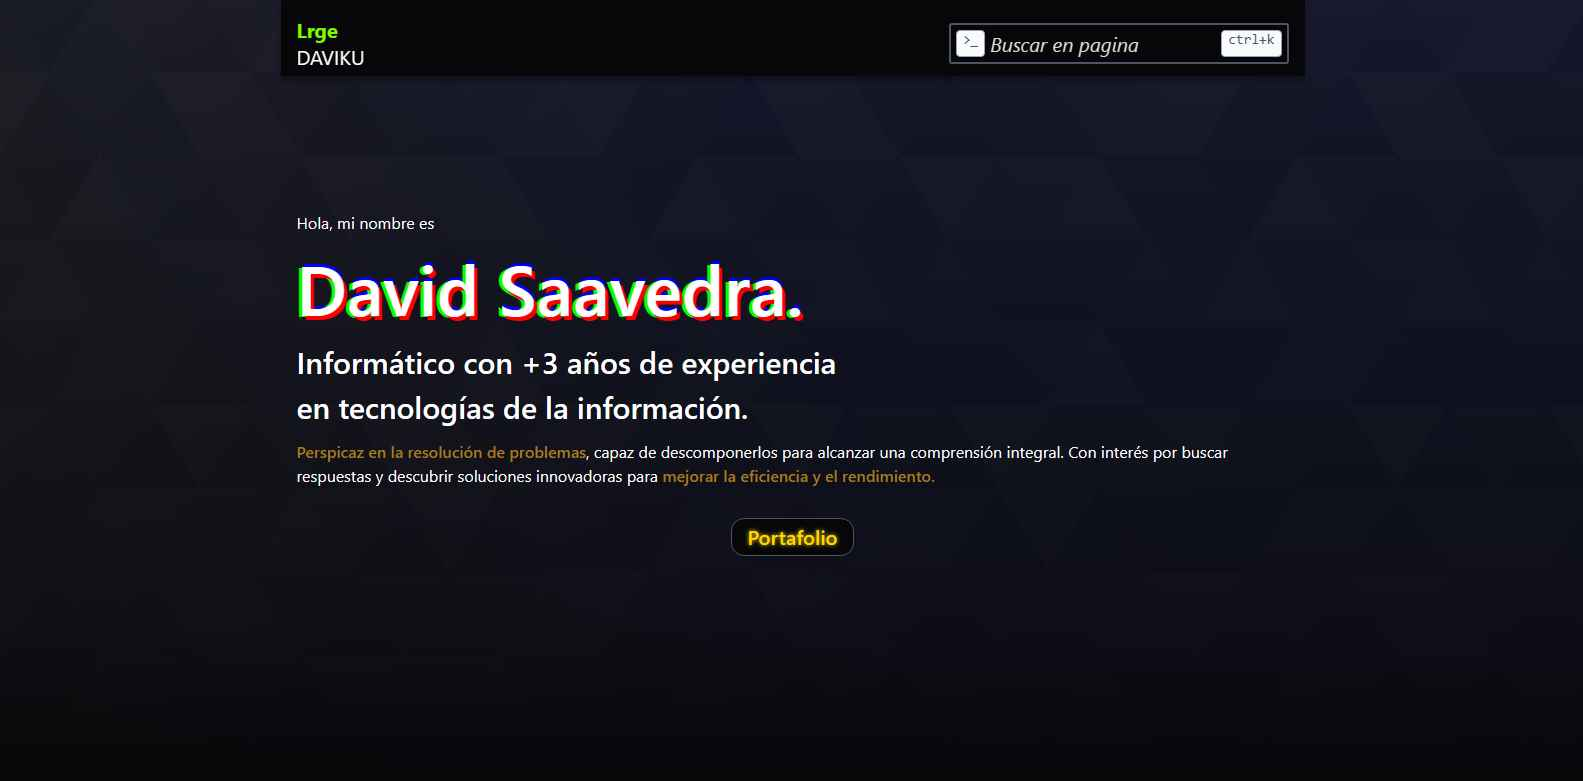 Lrge
DAVIKU
>_ Buscar en pagina ctrl+k
Hola, mi nombre es
David Saavedra.
Informático con +3 años de experiencia
en tecnologías de la información.
Perspicaz en la resolución de problemas, capaz de descomponerlos para alcanzar una comprensión integral. Con interés por buscar
respuestas y descubrir soluciones innovadoras para mejorar la eficiencia y el rendimiento.
Portafolio